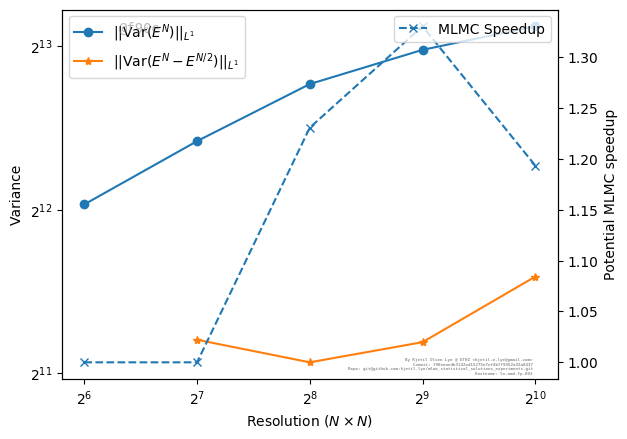 ||Var(E^N)||_{L^1}
||Var(E^N − E^{N/2})||_{L^1}
MLMC Speedup
2^{13}
2^{12}
2^{11}
Variance
1.30
1.25
1.20
1.15
1.10
1.05
1.00
Potential MLMC speedup
2^6
2^7
2^8
2^9
2^{10}
Resolution (N × N)